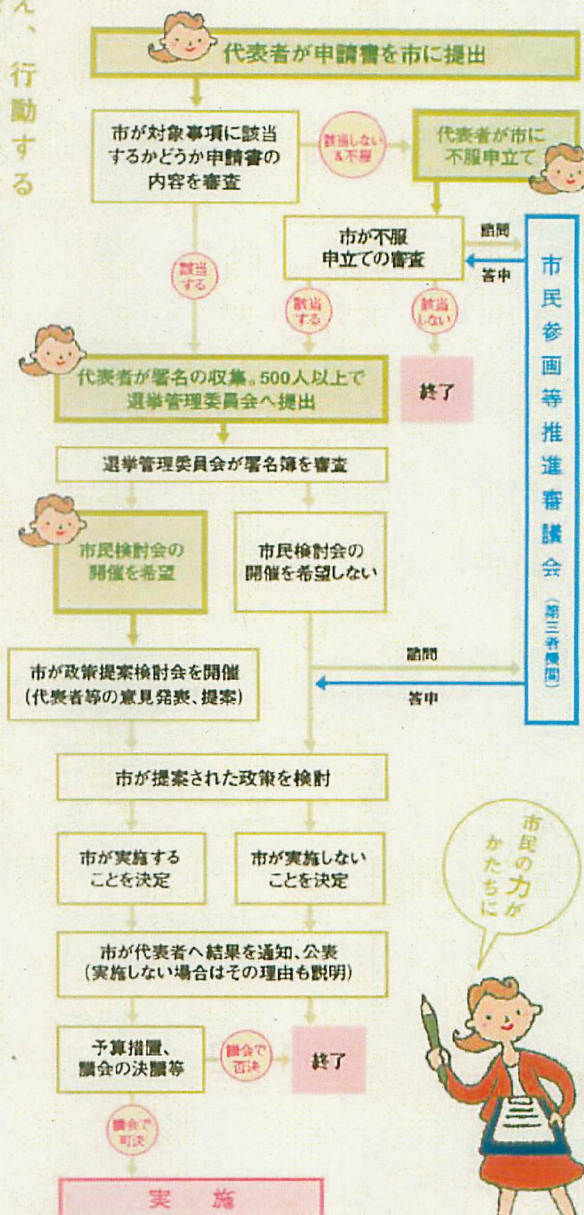 え、行動する
代表者が申請書を市に提出
市が対象事項に該当
するかどうか申請書の
内容を審査
該当しない
&不服
代表者が市に
不服申立て
市が不服
申立ての審査
諮問
答申
該当
する
該当
する
該当
しない
市民参画等推進審議会(第三者機関)
代表者が署名の収集。500人以上で
選挙管理委員会へ提出
終了
選挙管理委員会が署名簿を審査
市民検討会の
開催を希望
市民検討会の
開催を希望しない
市が政策提案検討会を開催
(代表者等の意見発表、提案)
諮問
答申
市が提案された政策を検討
市が実施する
ことを決定
市が実施しない
ことを決定
市民の力が
かたちに
市が代表者へ結果を通知、公表
(実施しない場合はその理由も説明)
予算措置、
議会の決議等
議会で
否決
終了
議会で
可決
実施